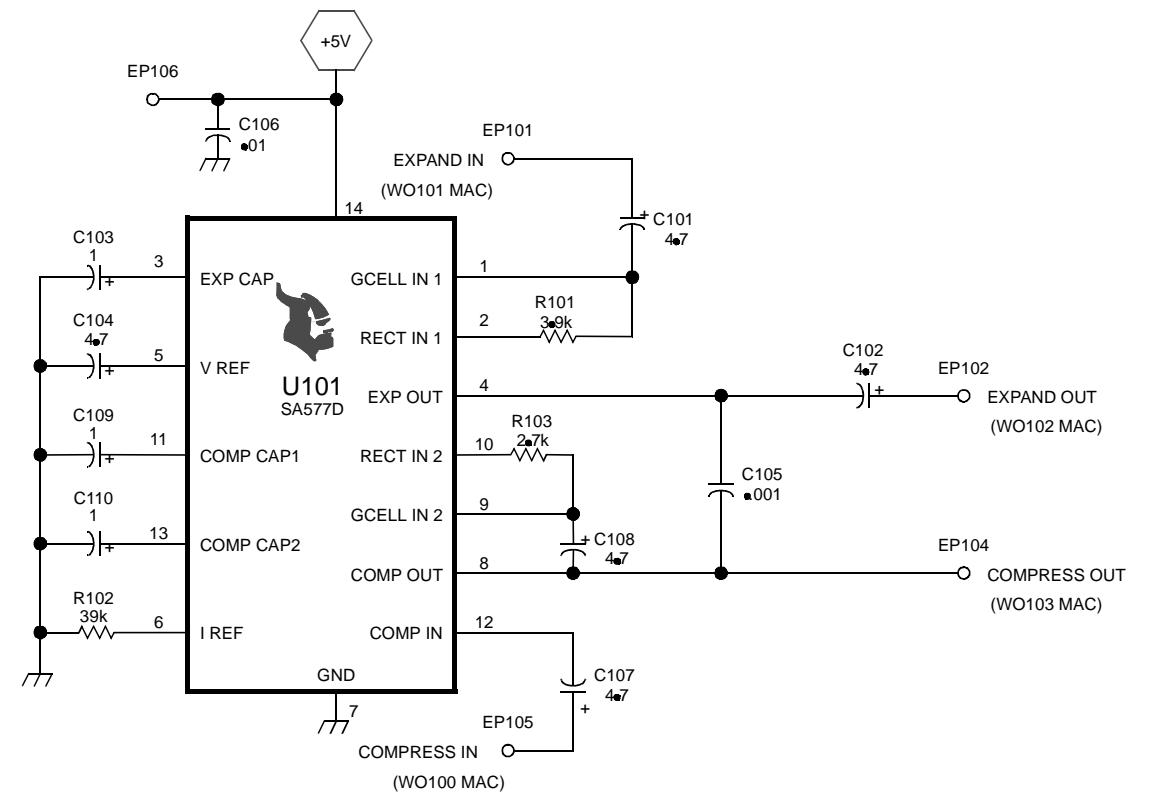 +5V
EP106
C106
.01
EP101
EXPAND IN
(WO101 MAC)
C101
4.7
14
C103
1
+
3
EXP CAP
GCELL IN 1
1
+
R101
3.9k
2
RECT IN 1
C104
4.7
+
5
V REF
U101
SA577D
EXP OUT
4
C102
4.7
+
EP102
EXPAND OUT
(WO102 MAC)
C109
1
+
11
COMP CAP1
RECT IN 2
10
R103
2.7k
C105
.001
C110
1
+
13
COMP CAP2
GCELL IN 2
9
+
C108
4.7
COMP OUT
8
EP104
COMPRESS OUT
(WO103 MAC)
R102
39k
6
I REF
COMP IN
12
GND
7
C107
4.7
+
EP105
COMPRESS IN
(WO100 MAC)